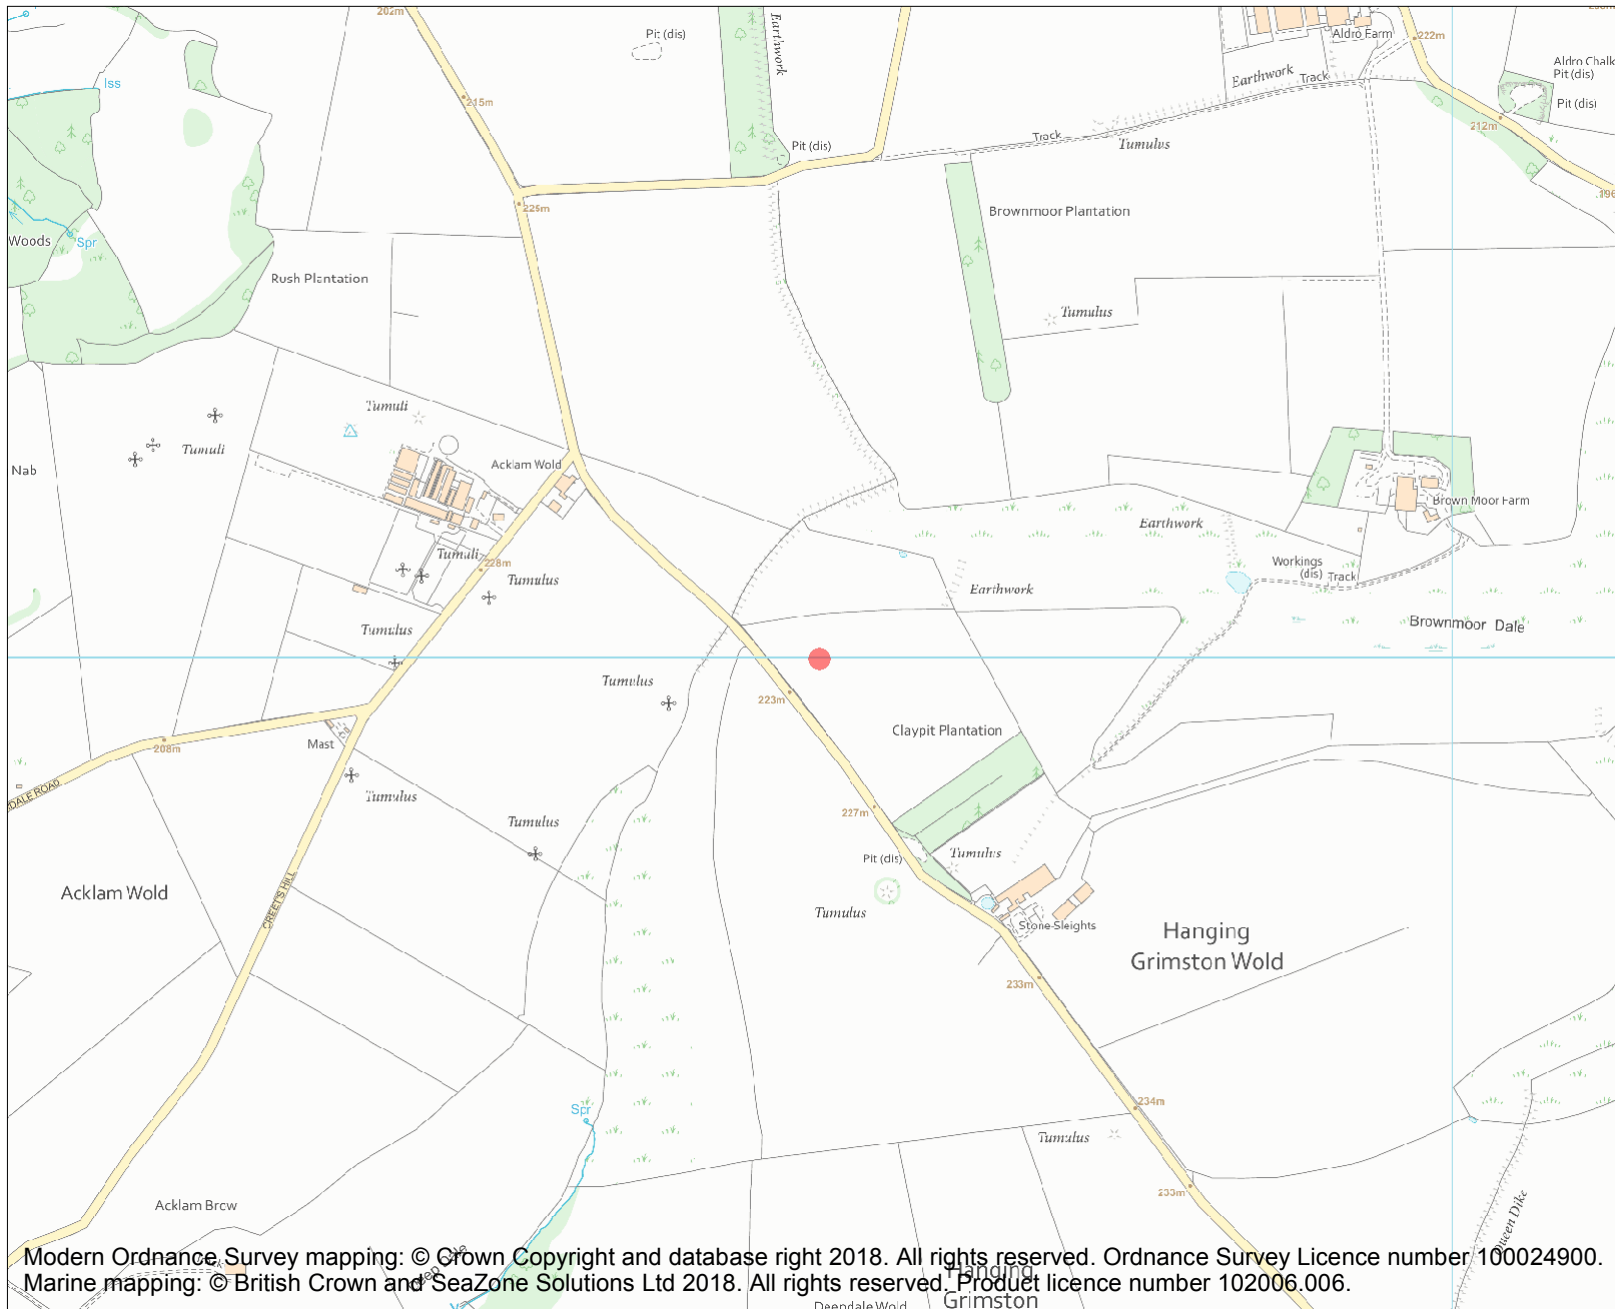 202m
Pit (dis)
Earthwork
Aldro Farm
222m
Aldro Chalk
Pit (dis)
Iss
215m
Earthwork
Track
Pit (dis)
212m
Track
Tumulus
Pit (dis)
196
225m
Brownmoor Plantation
Woods
Spr
Rush Plantation
Tumulus
Tumuli
Tumuli
Nab
Acklam Wold
Brown Moor Farm
Earthwork
Tumuli
228m
Tumulus
Workings
(dis)
Track
Earthwork
Tumulus
Brownmoor Dale
Tumulus
223m
Claypit Plantation
Mast
208m
DALE ROAD
Tumulus
Tumulus
227m
Pit (dis)
Tumulus
Acklam Wold
CREET'S HILL
Tumulus
Stone Sleights
Hanging
Grimston Wold
233m
234m
Spr
Tumulus
233m
Acklam Brow
Queen Dike
Deep Dale
Modern Ordnance Survey mapping: © Crown Copyright and database right 2018. All rights reserved. Ordnance Survey Licence number 100024900.
Marine mapping: © British Crown and SeaZone Solutions Ltd 2018. All rights reserved. Product licence number 102006.006.
Hanging
Grimston
Deepdale Wold